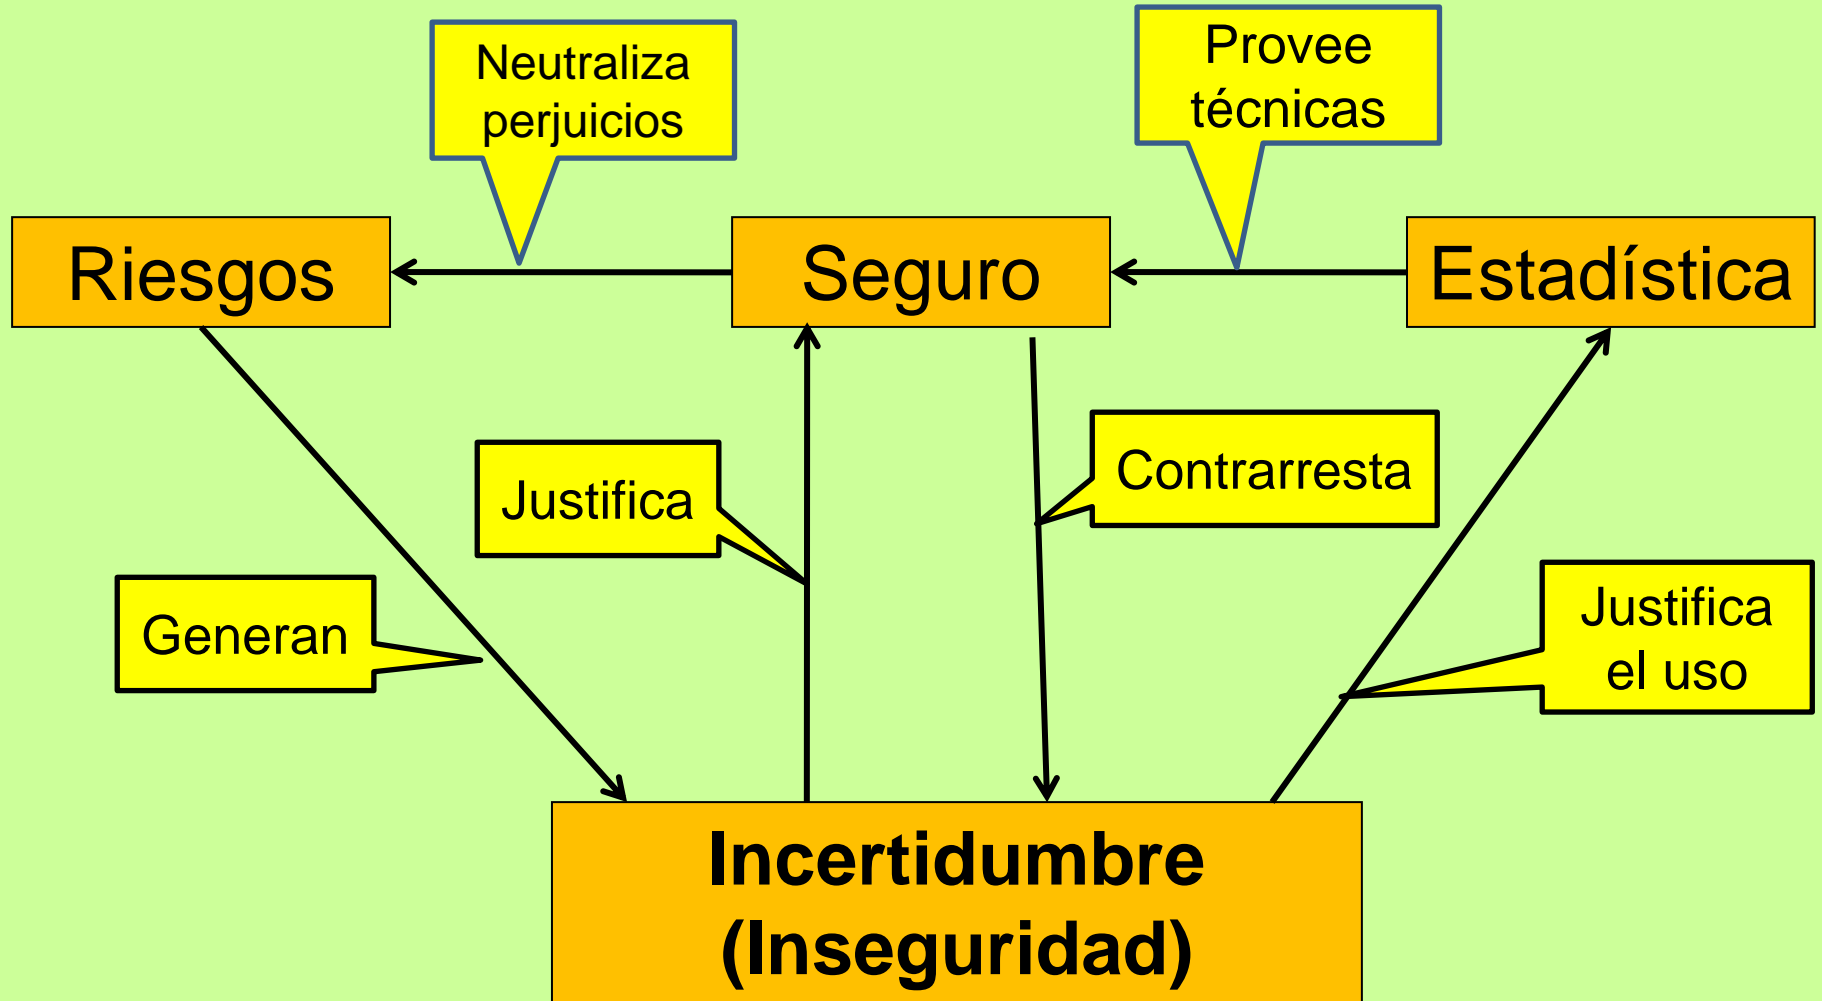 Neutraliza
perjuicios
Provee
técnicas
Riesgos
Seguro
Estadística
Justifica
Contrarresta
Generan
Justifica
el uso
Incertidumbre
(Inseguridad)